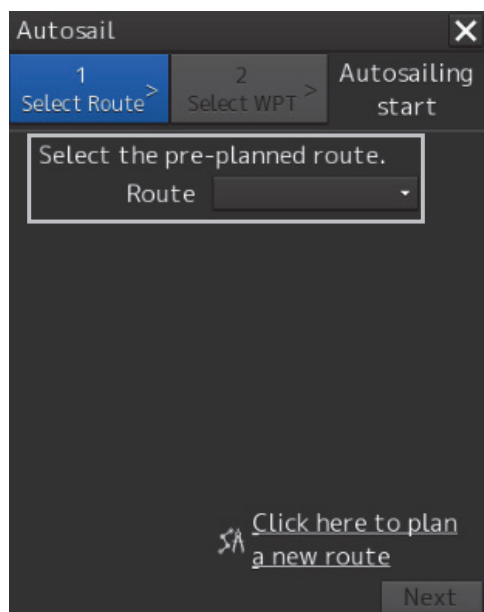 Autosail
1
Select Route >
2
Select WPT >
Autosailing
start
Select the pre-planned route.
Route
Click here to plan
a new route
Next